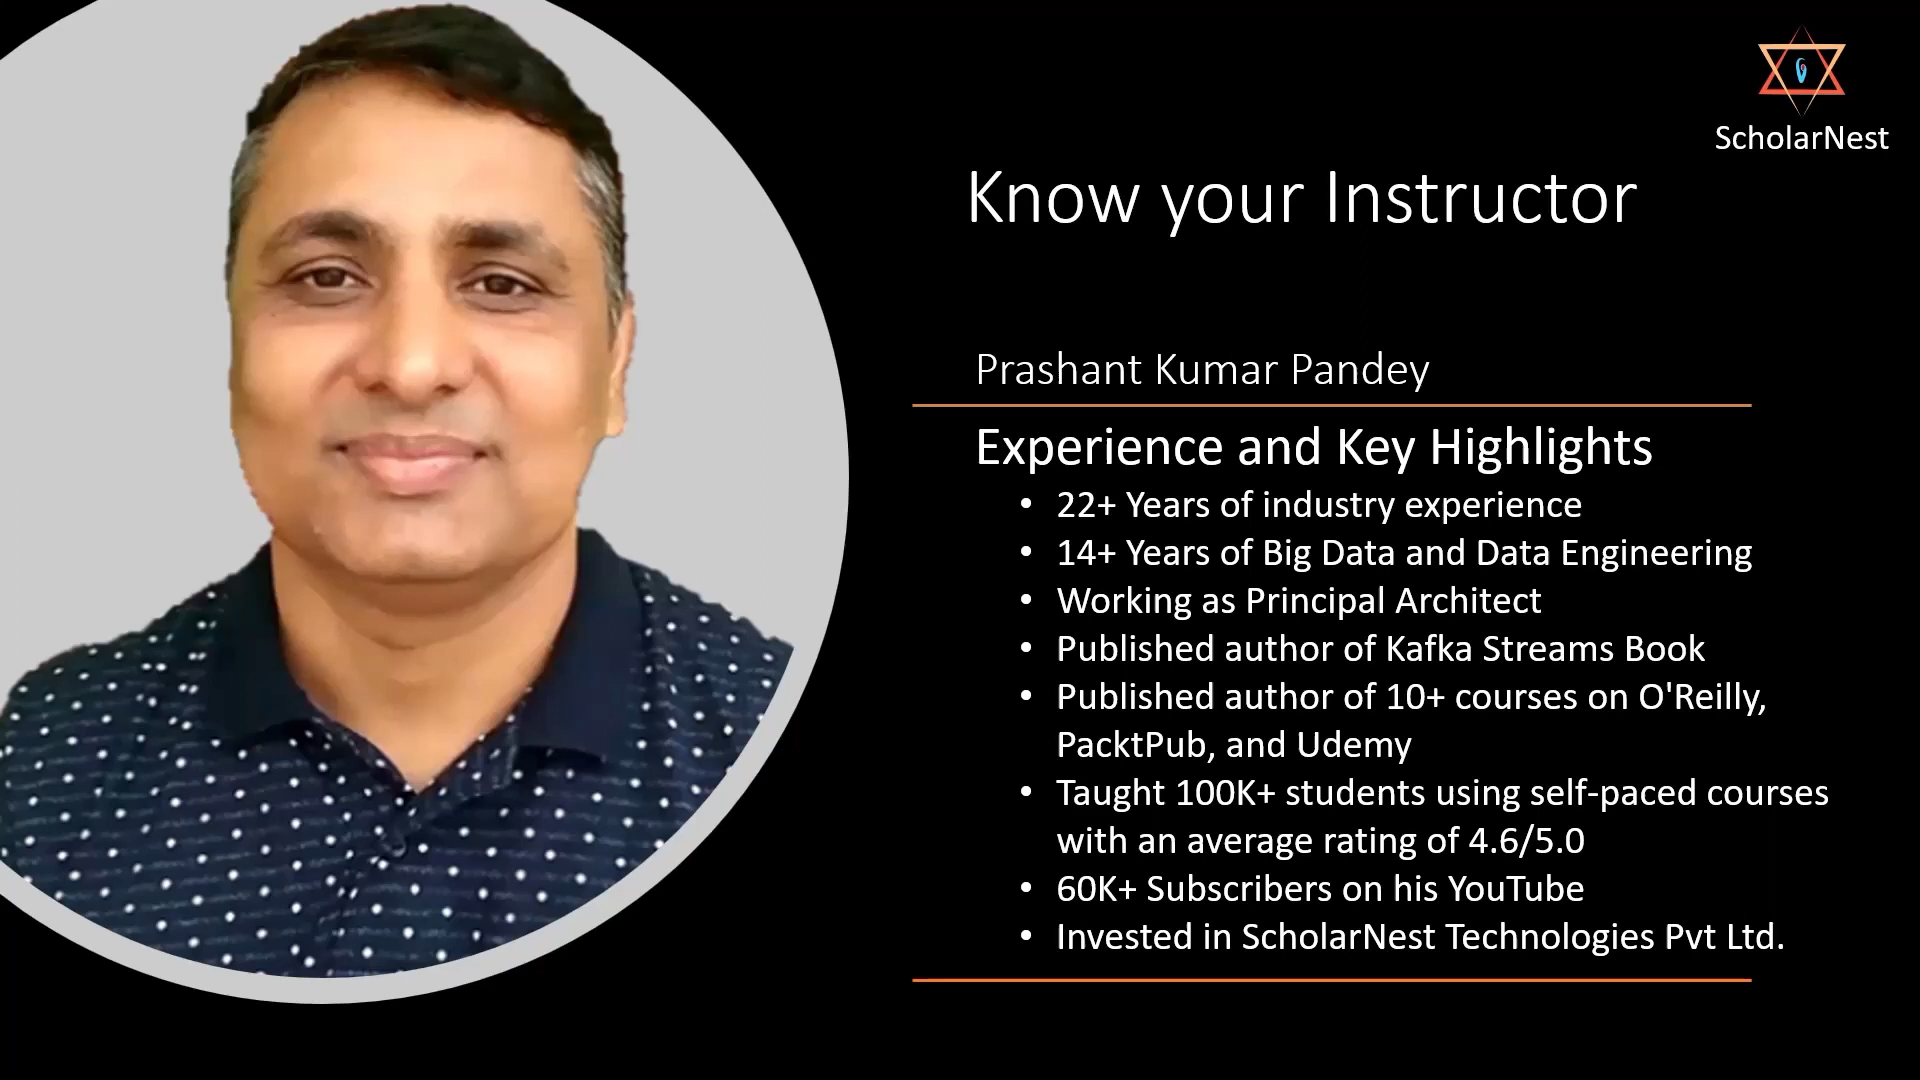 ScholarNest
Know your Instructor
Prashant Kumar Pandey
Experience and Key Highlights
• 22+ Years of industry experience
• 14+ Years of Big Data and Data Engineering
• Working as Principal Architect
• Published author of Kafka Streams Book
• Published author of 10+ courses on O'Reilly,
PacktPub, and Udemy
• Taught 100K+ students using self-paced courses
with an average rating of 4.6/5.0
• 60K+ Subscribers on his YouTube
• Invested in ScholarNest Technologies Pvt Ltd.